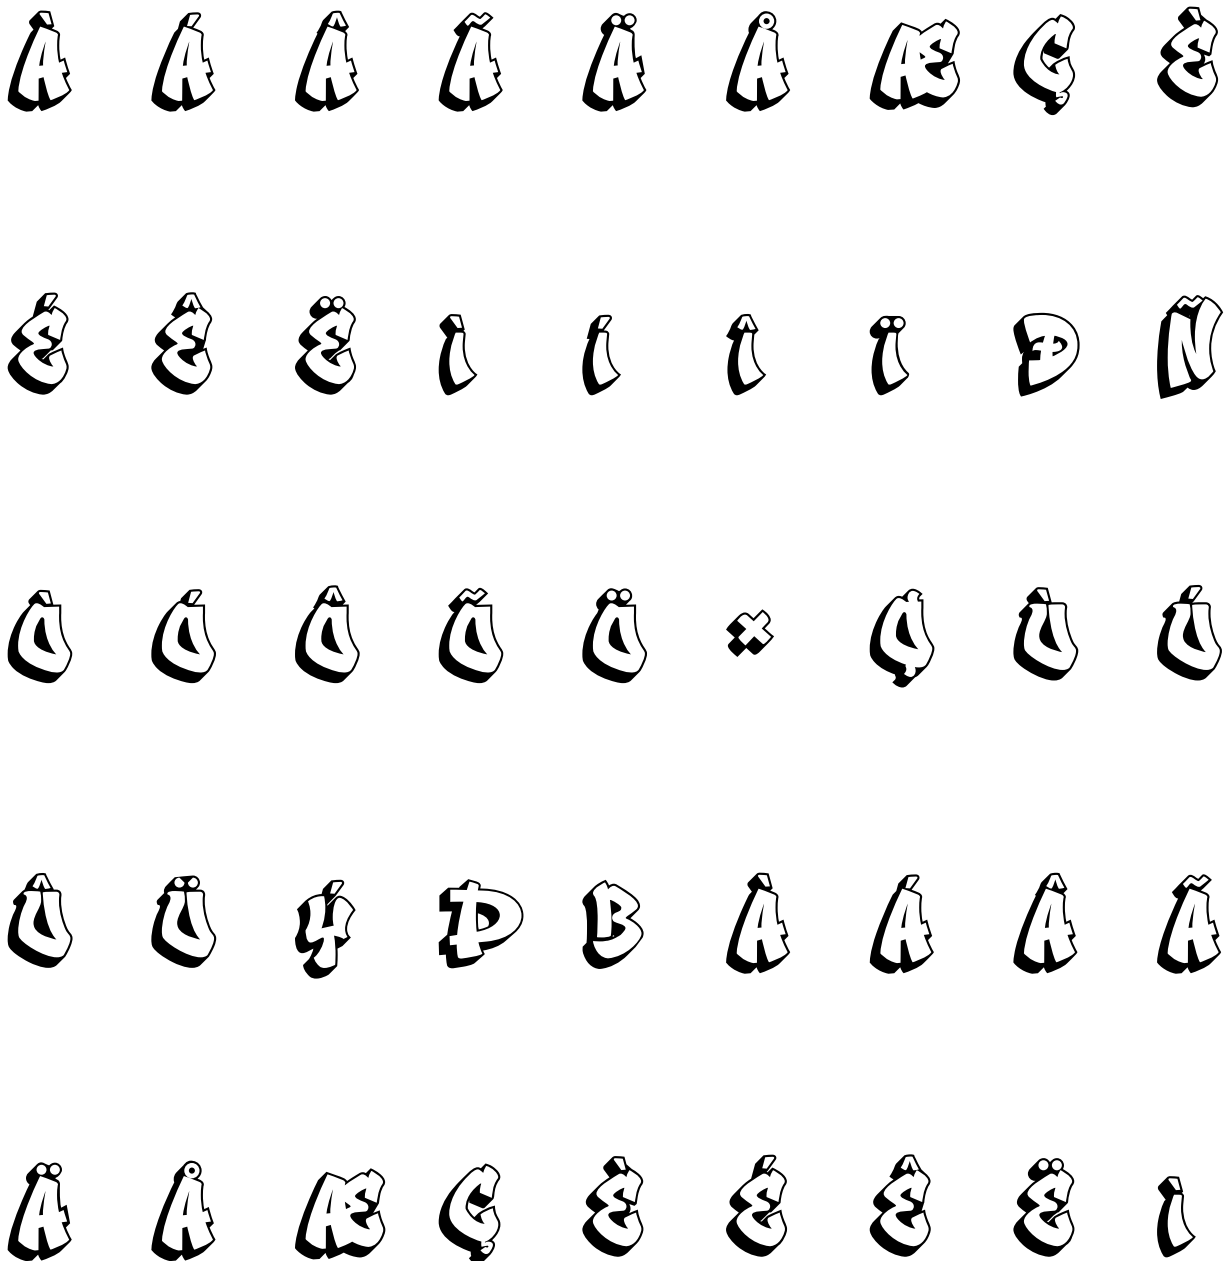 À Á Â Ã Ä Å Æ Ç È
É Ê Ë Ì Í Î Ï Ð Ñ
Ò Ó Ô Õ Ö × Ø Ù Ú
Û Ü Ý Þ ß À Á Â Ã
Ä Å Æ Ç È É Ê Ë Ì